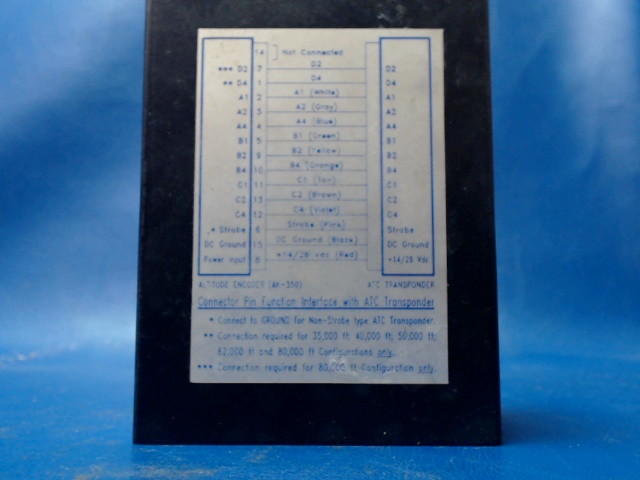 14 ] Not Connected
*** D2 7 D2 D2
** D4 1 D4 D4
A1 2 A1 (White) A1
A2 3 A2 (Gray) A2
A4 4 A4 (Blue) A4
B1 5 B1 (Green) B1
B2 9 B2 (Yellow) B2
B4 10 B4 (Orange) B4
C1 11 C1 (Tan) C1
C2 13 C2 (Brown) C2
C4 12 C4 (Violet) C4
* Strobe 6 Strobe (Pink) Strobe
DC Ground 15 DC Ground (Black) DC Ground
Power Input 8 +14/28 Vdc (Red) +14/28 Vdc
ALTITUDE ENCODER (AK-350) ATC TRANSPONDER
Connector Pin Function Interface with ATC Transponder
* Connect to GROUND for Non-Strobe type ATC Transponder.
** Connection required for 35,000 ft; 40,000 ft; 50,000 ft;
62,000 ft and 80,000 ft Configurations only.
*** Connection required for 80,000 ft Configuration only.